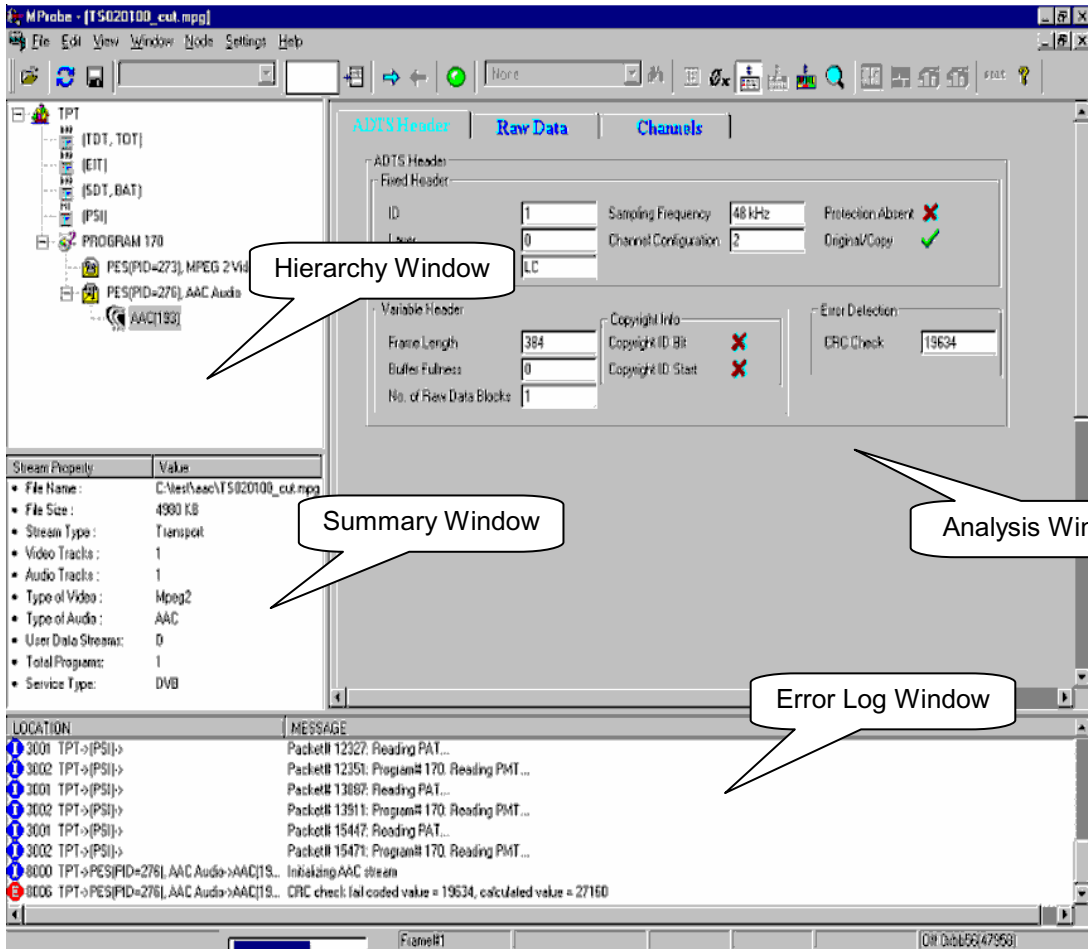 MProbe - [TS020100_cut.mpg]
File Edit View Window Node Settings Help
None
stat
TPT
(TDT, TOT)
(EIT)
(SDT, BAT)
(PSI)
PROGRAM 170
PES(PID=273), MPEG 2 Vid
PES(PID=276), AAC Audio
AAC[193]
Hierarchy Window
ADTS Header Raw Data Channels
ADTS Header
Fixed Header
ID 1 Sampling Frequency 48 kHz Protection Absent
0 Channel Configuration 2 Original/Copy
LC
Variable Header
Frame Length 384
Buffer Fullness 0
No. of Raw Data Blocks 1
Copyright Info
Copyright ID Bit
Copyright ID Start
Error Detection
CRC Check 19634
Analysis Win
Stream Property Value
File Name : C:\test\aac\TS020100_cut.mpg
File Size : 4980 KB
Stream Type : Transport
Video Tracks : 1
Audio Tracks : 1
Type of Video : Mpeg2
Type of Audio : AAC
User Data Streams: 0
Total Programs: 1
Service Type: DVB
Summary Window
Error Log Window
LOCATION MESSAGE
I 3001 TPT->(PSI)-> Packet# 12327: Reading PAT...
I 3002 TPT->(PSI)-> Packet# 12351: Program# 170. Reading PMT...
I 3001 TPT->(PSI)-> Packet# 13887: Reading PAT...
I 3002 TPT->(PSI)-> Packet# 13911: Program# 170. Reading PMT...
I 3001 TPT->(PSI)-> Packet# 15447: Reading PAT...
I 3002 TPT->(PSI)-> Packet# 15471: Program# 170. Reading PMT...
I 8000 TPT->PES(PID=276), AAC Audio->AAC[19... Initializing AAC stream
E 8006 TPT->PES(PID=276), AAC Audio->AAC[19... CRC check fail coded value = 19634, calculated value = 27160
Frame#1 Off 0xbb56(47958)